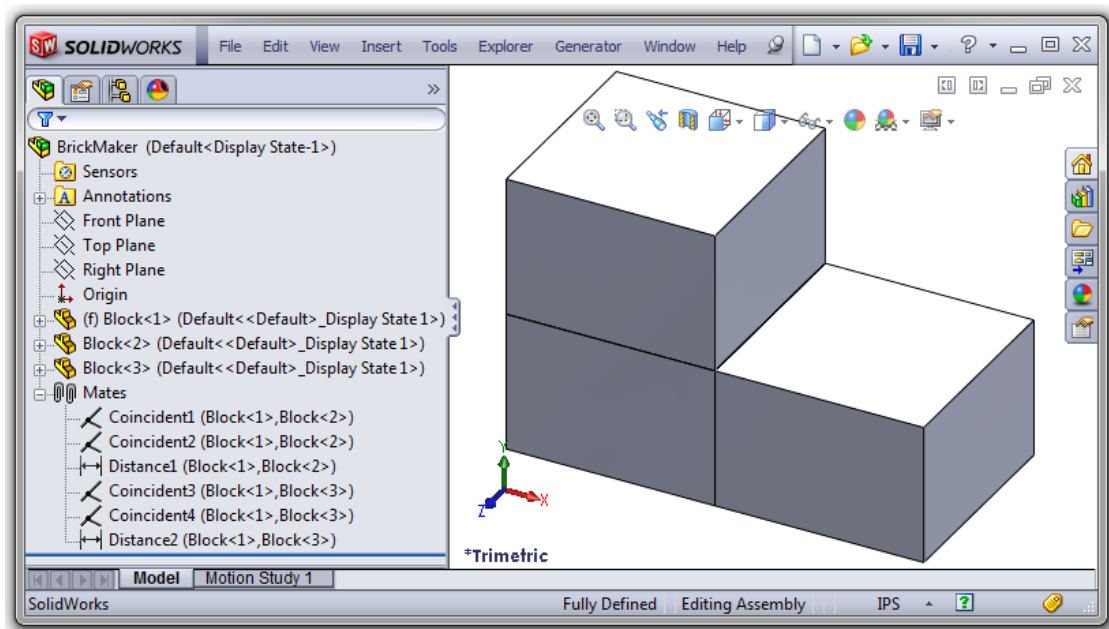 SW SOLIDWORKS File Edit View Insert Tools Explorer Generator Window Help
BrickMaker (Default<Display State-1>)
Sensors
A Annotations
Front Plane
Top Plane
Right Plane
Origin
(f) Block<1> (Default<<Default>_Display State 1>)
Block<2> (Default<<Default>_Display State 1>)
Block<3> (Default<<Default>_Display State 1>)
Mates
Coincident1 (Block<1>,Block<2>)
Coincident2 (Block<1>,Block<2>)
Distance1 (Block<1>,Block<2>)
Coincident3 (Block<1>,Block<3>)
Coincident4 (Block<1>,Block<3>)
Distance2 (Block<1>,Block<3>)
Y
X
Z
*Trimetric
Model Motion Study 1
SolidWorks Fully Defined Editing Assembly IPS ?